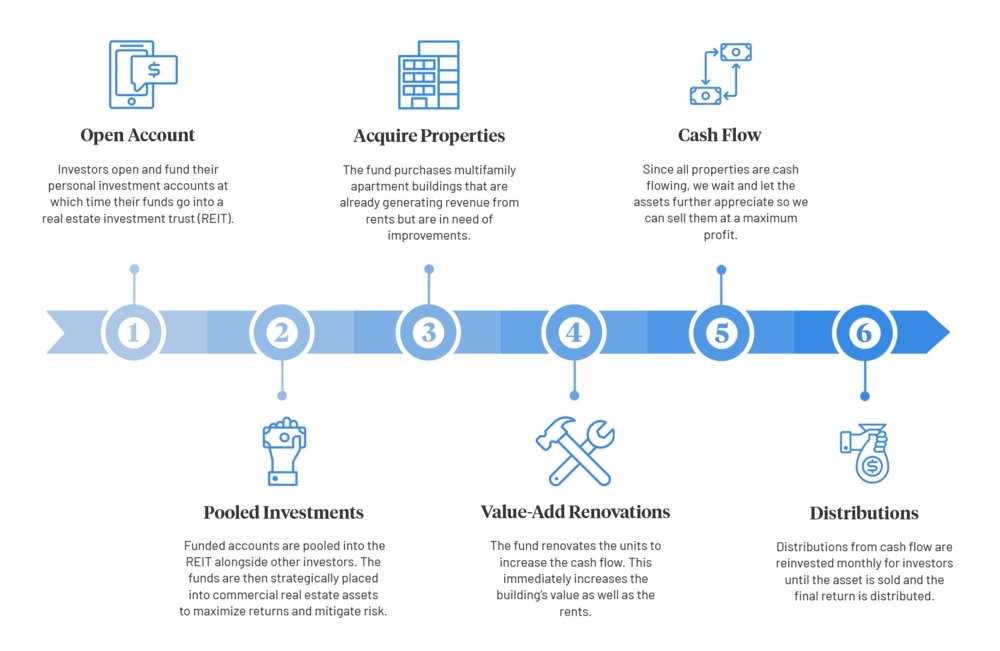 $
Open Account
Investors open and fund their
personal investment accounts at
which time their funds go into a
real estate investment trust (REIT).
Acquire Properties
The fund purchases multifamily
apartment buildings that are
already generating revenue from
rents but are in need of
improvements.
Cash Flow
Since all properties are cash
flowing, we wait and let the
assets further appreciate so we
can sell them at a maximum
profit.
1
2
3
4
5
6
Pooled Investments
Funded accounts are pooled into the
REIT alongside other investors. The
funds are then strategically placed
into commercial real estate assets
to maximize returns and mitigate risk.
Value-Add Renovations
The fund renovates the units to
increase the cash flow. This
immediately increases the
building's value as well as the
rents.
$
Distributions
Distributions from cash flow are
reinvested monthly for investors
until the asset is sold and the
final return is distributed.